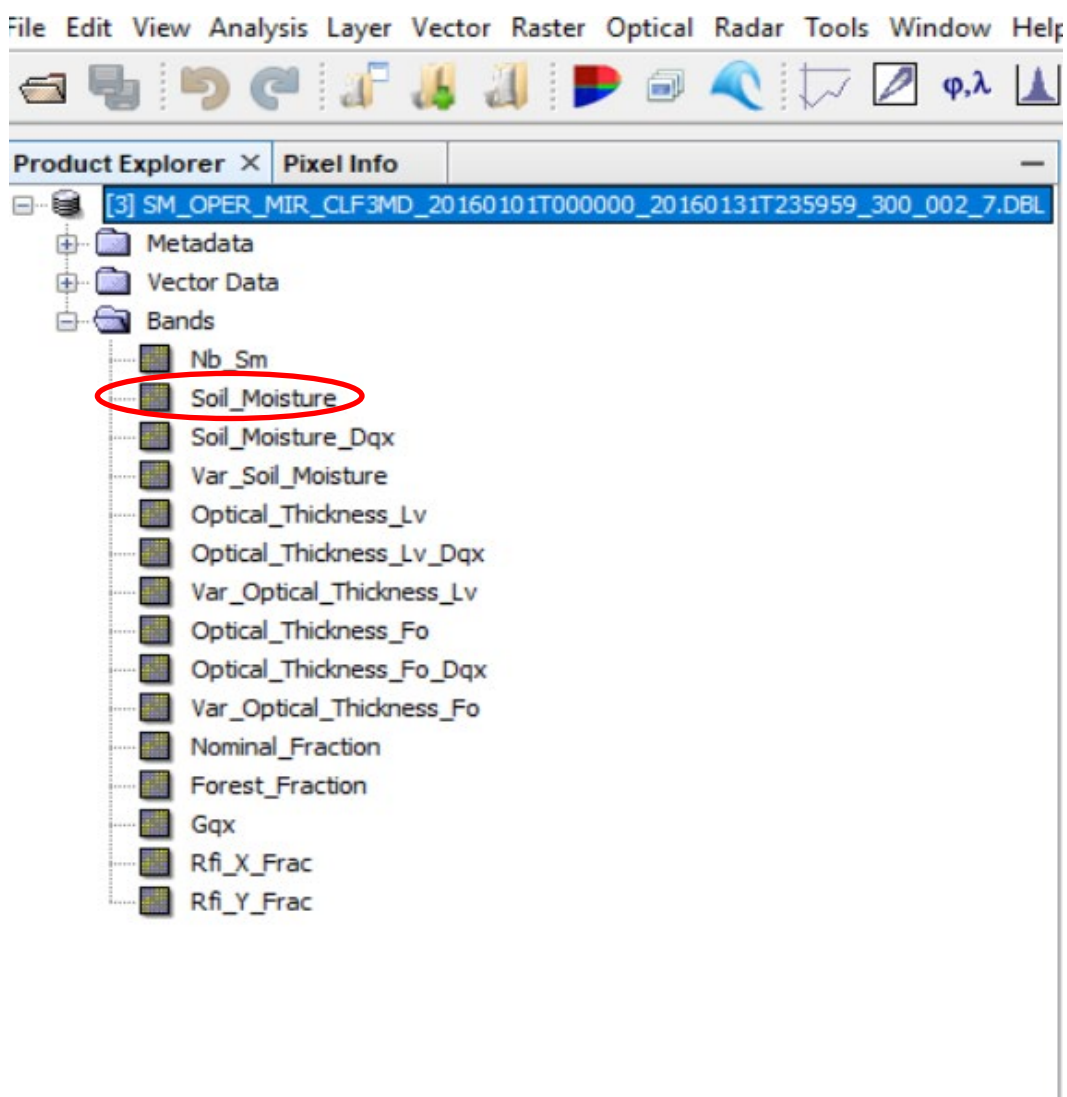 File Edit View Analysis Layer Vector Raster Optical Radar Tools Window Help
φ,λ
Product Explorer × Pixel Info
[3] SM_OPER_MIR_CLF3MD_20160101T000000_20160131T235959_300_002_7.DBL
Metadata
Vector Data
Bands
Nb_Sm
Soil_Moisture
Soil_Moisture_Dqx
Var_Soil_Moisture
Optical_Thickness_Lv
Optical_Thickness_Lv_Dqx
Var_Optical_Thickness_Lv
Optical_Thickness_Fo
Optical_Thickness_Fo_Dqx
Var_Optical_Thickness_Fo
Nominal_Fraction
Forest_Fraction
Gqx
Rfi_X_Frac
Rfi_Y_Frac